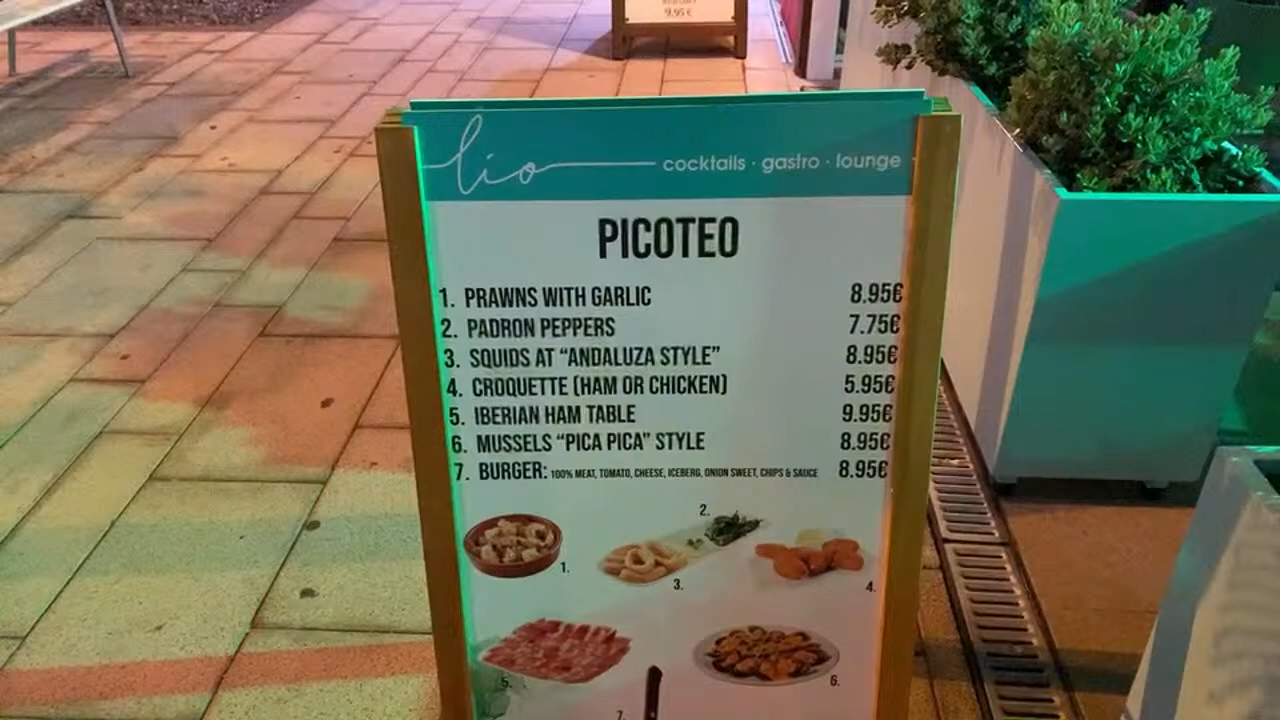 9.95 €
lio cocktails · gastro · lounge
PICOTEO
1. PRAWNS WITH GARLIC 8.95€
2. PADRON PEPPERS 7.75€
3. SQUIDS AT “ANDALUZA STYLE” 8.95€
4. CROQUETTE (HAM OR CHICKEN) 5.95€
5. IBERIAN HAM TABLE 9.95€
6. MUSSELS “PICA PICA” STYLE 8.95€
7. BURGER: 100% MEAT, TOMATO, CHEESE, ICEBERG, ONION SWEET, CHIPS & SAUCE 8.95€
2.
1.
3.
4.
5.
6.
7.